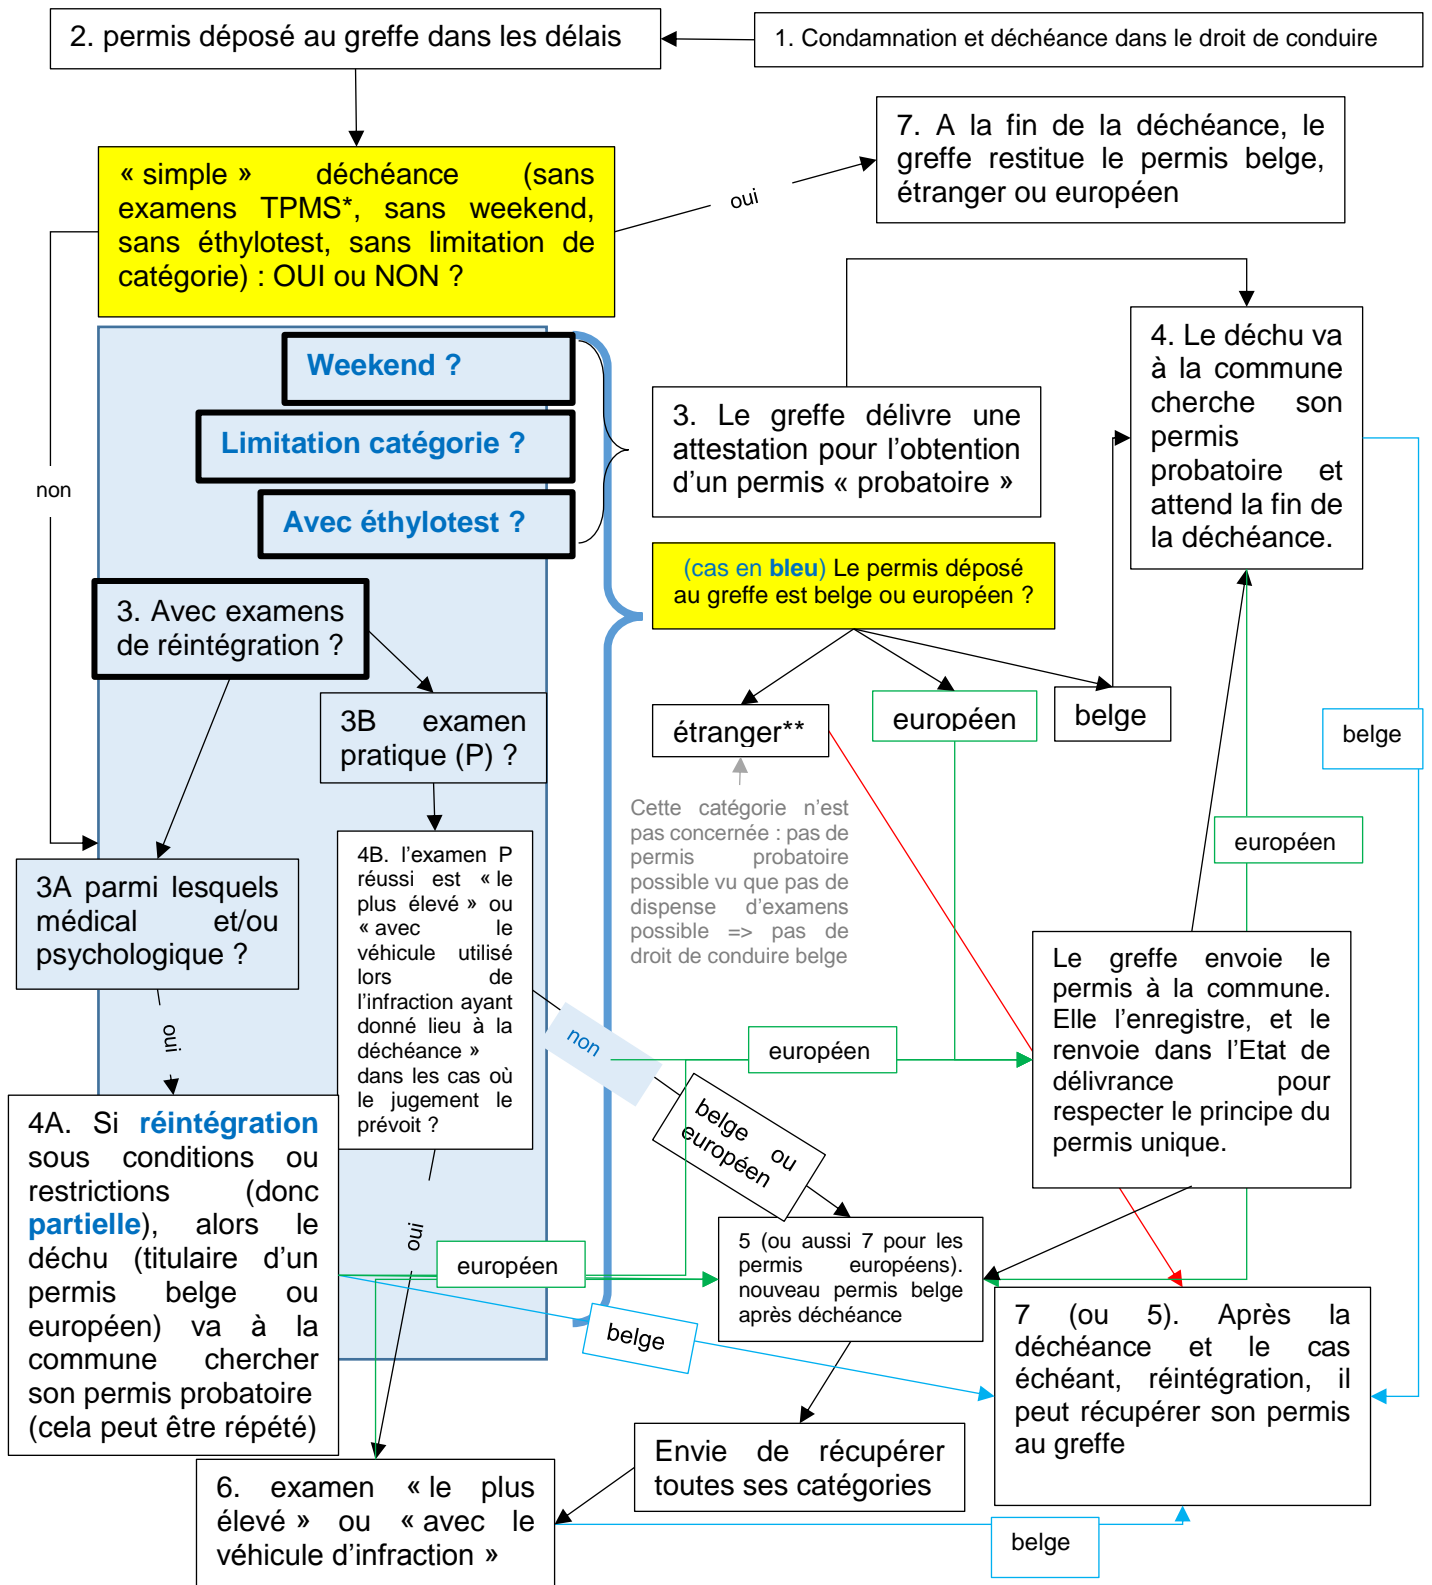 2. permis déposé au greffe dans les délais
1. Condamnation et déchéance dans le droit de conduire
7. A la fin de la déchéance, le
greffe restitue le permis belge,
étranger ou européen
« simple » déchéance (sans
examens TPMS*, sans weekend,
sans éthylotest, sans limitation de
catégorie) : OUI ou NON ?
oui
non
Weekend ?
Limitation catégorie ?
Avec éthylotest ?
3. Le greffe délivre une
attestation pour l'obtention
d'un permis « probatoire »
4. Le déchu va
à la commune
cherche son
permis
probatoire et
attend la fin de
la déchéance.
(cas en bleu) Le permis déposé
au greffe est belge ou européen ?
3. Avec examens
de réintégration ?
3B examen
pratique (P) ?
étranger**
européen
belge
belge
Cette catégorie n'est
pas concernée : pas de
permis probatoire
possible vu que pas de
dispense d'examens
possible => pas de
droit de conduire belge
européen
3A parmi lesquels
médical et/ou
psychologique ?
4B. l'examen P
réussi est « le
plus élevé » ou
« avec le
véhicule utilisé
lors de
l'infraction ayant
donné lieu à la
déchéance »
dans les cas où
le jugement le
prévoit ?
Le greffe envoie le
permis à la commune.
Elle l'enregistre, et le
renvoie dans l'Etat de
délivrance pour
respecter le principe du
permis unique.
oui
non
européen
belge ou
européen
4A. Si réintégration
sous conditions ou
restrictions (donc
partielle), alors le
déchu (titulaire d'un
permis belge ou
européen) va à la
commune chercher
son permis probatoire
(cela peut être répété)
oui
européen
5 (ou aussi 7 pour les
permis européens).
nouveau permis belge
après déchéance
belge
7 (ou 5). Après la
déchéance et le cas
échéant, réintégration, il
peut récupérer son permis
au greffe
Envie de récupérer
toutes ses catégories
6. examen « le plus
élevé » ou « avec le
véhicule d'infraction »
belge